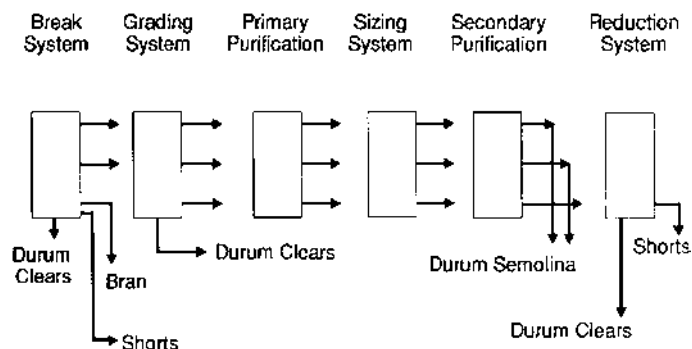 Break System
Grading System
Primary Purification
Sizing System
Secondary Purification
Reduction System
Durum Clears
Bran
Shorts
Durum Clears
Durum Semolina
Shorts
Durum Clears